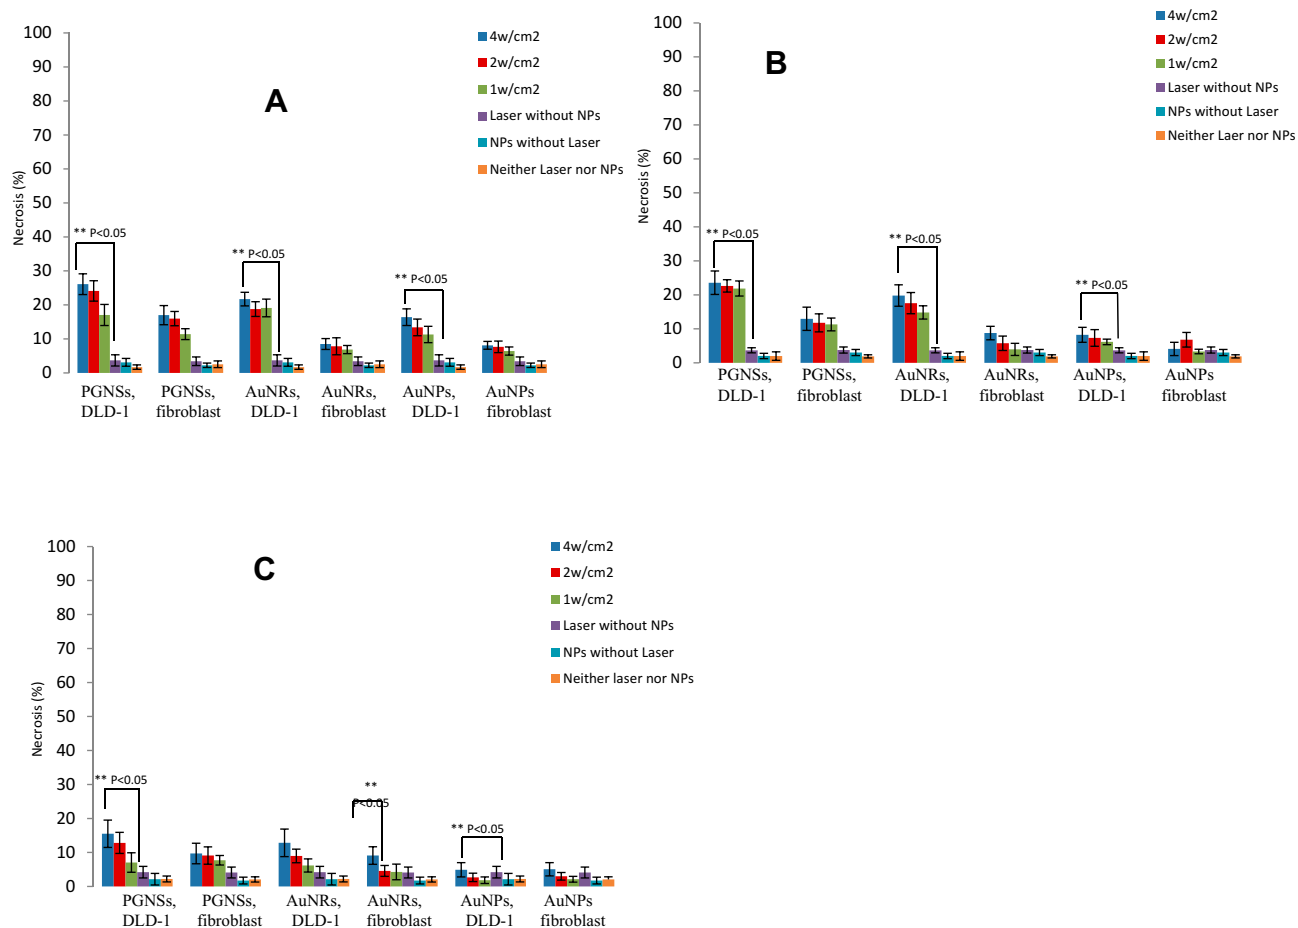 A
100
90
80
70
60
50
40
30
20
10
0
Necrosis (%)
4w/cm2
2w/cm2
1w/cm2
Laser without NPs
NPs without Laser
Neither Laser nor NPs
** P<0.05
** P<0.05
** P<0.05
PGNSs,
DLD-1
PGNSs,
fibroblast
AuNRs,
DLD-1
AuNRs,
fibroblast
AuNPs,
DLD-1
AuNPs
fibroblast
B
100
90
80
70
60
50
40
30
20
10
0
Necrosis (%)
4w/cm2
2w/cm2
1w/cm2
Laser without NPs
NPs without Laser
Neither Laer nor NPs
** P<0.05
** P<0.05
** P<0.05
PGNSs,
DLD-1
PGNSs,
fibroblast
AuNRs,
DLD-1
AuNRs,
fibroblast
AuNPs,
DLD-1
AuNPs
fibroblast
C
100
90
80
70
60
50
40
30
20
10
0
Necrosis (%)
4w/cm2
2w/cm2
1w/cm2
Laser without NPs
NPs without Laser
Neither laser nor NPs
** P<0.05
**
P<0.05
** P<0.05
PGNSs,
DLD-1
PGNSs,
fibroblast
AuNRs,
DLD-1
AuNRs,
fibroblast
AuNPs,
DLD-1
AuNPs
fibroblast